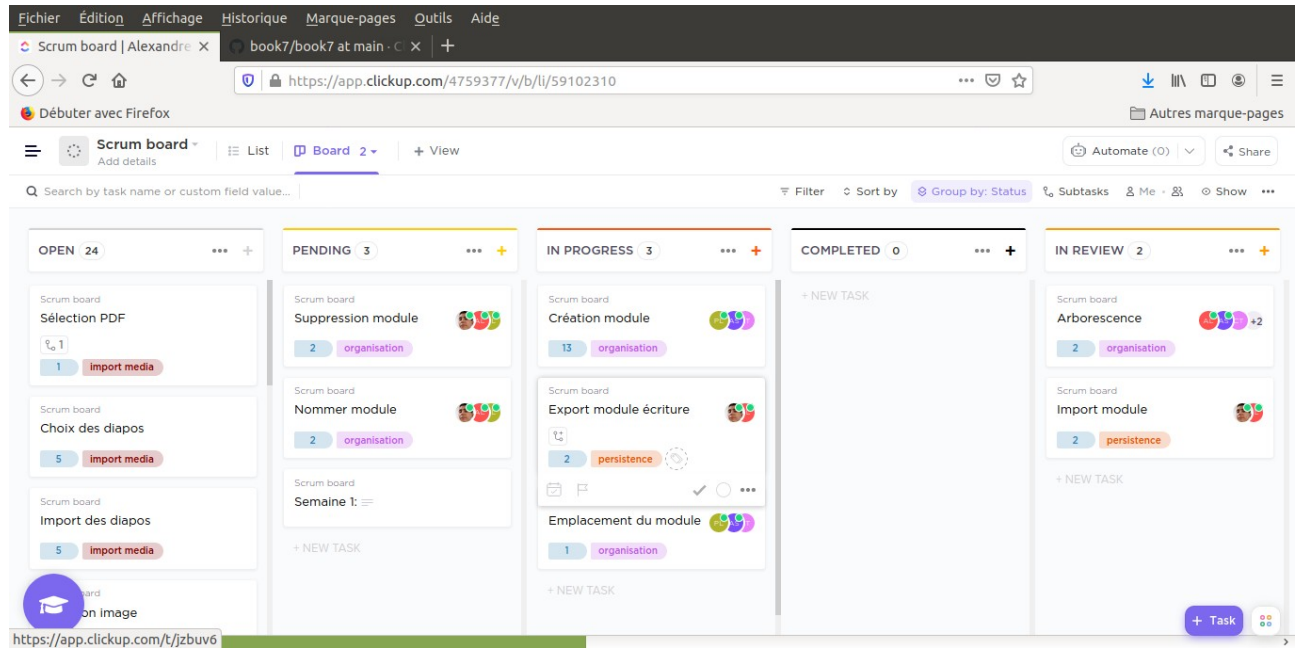 Fichier Édition Affichage Historique Marque-pages Outils Aide
Scrum board | Alexandre book7/book7 at main · C
https://app.clickup.com/4759377/v/b/li/59102310
Débuter avec Firefox Autres marque-pages
Scrum board List Board 2 + View Automate (0) Share
Add details
Search by task name or custom field value... Filter Sort by Group by: Status Subtasks Me Show
OPEN 24
Scrum board
Sélection PDF
1
1 import media
Scrum board
Choix des diapos
5 import media
Scrum board
Import des diapos
5 import media
ard
on image
PENDING 3
Scrum board
Suppression module
2 organisation
Scrum board
Nommer module
2 organisation
Scrum board
Semaine 1:
+ NEW TASK
IN PROGRESS 3
Scrum board
Création module
13 organisation
Scrum board
Export module écriture
2 persistence
Emplacement du module
1 organisation
+ NEW TASK
COMPLETED 0
+ NEW TASK
IN REVIEW 2
Scrum board
Arborescence +2
2 organisation
Scrum board
Import module
2 persistence
+ NEW TASK
+ Task
https://app.clickup.com/t/jzbuv6